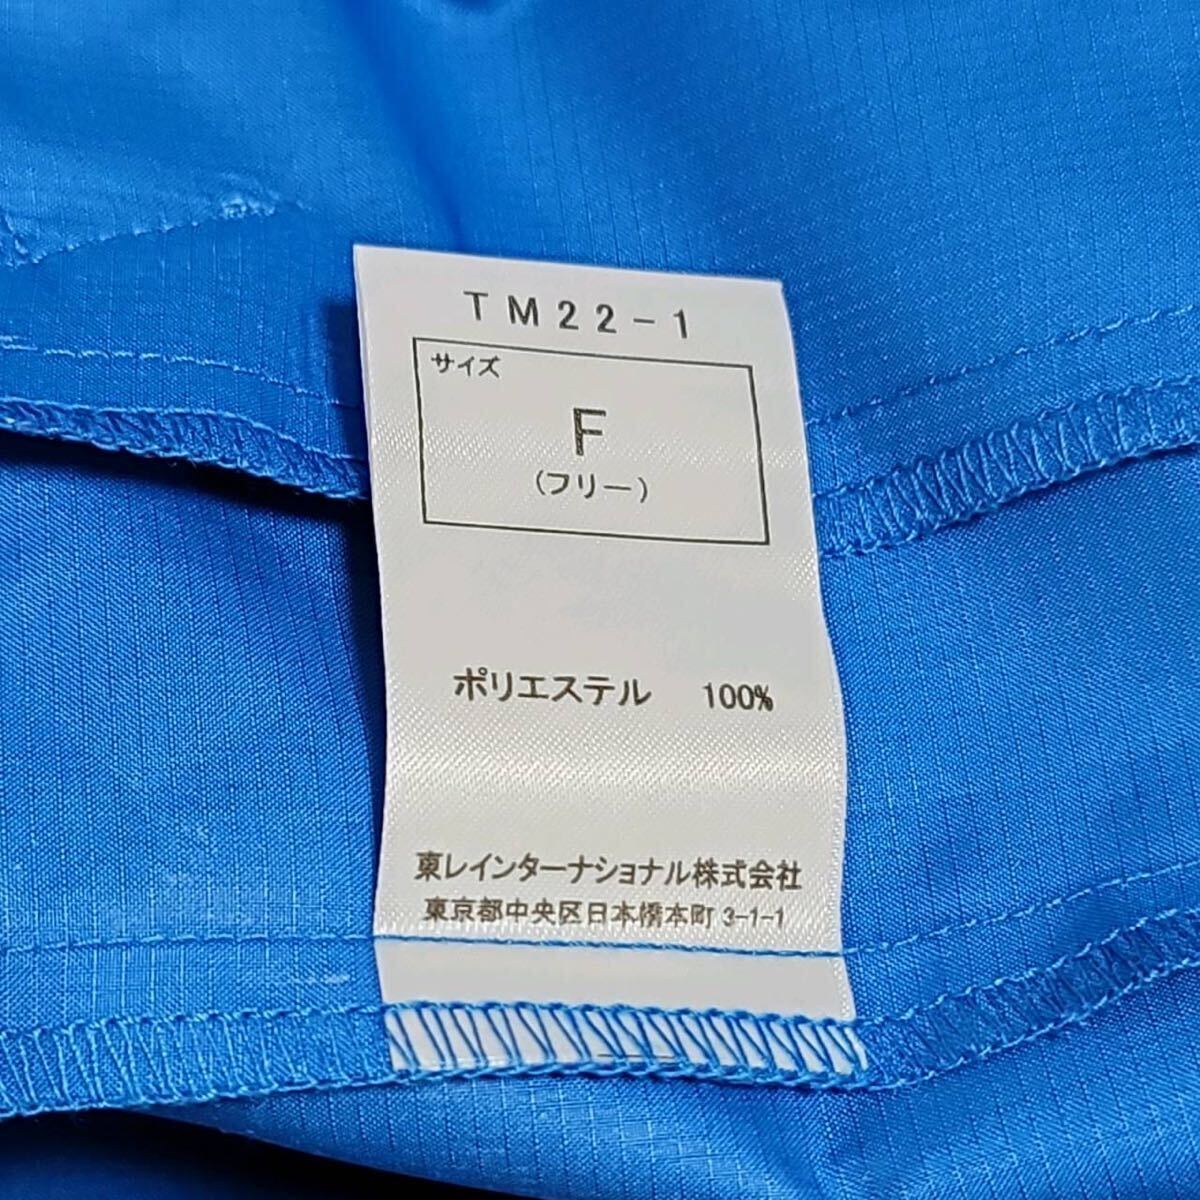 TM22-1
サイズ
F
(フリー)
ポリエステル 100%
東レインターナショナル株式会社
東京都中央区日本橋本町 3-1-1